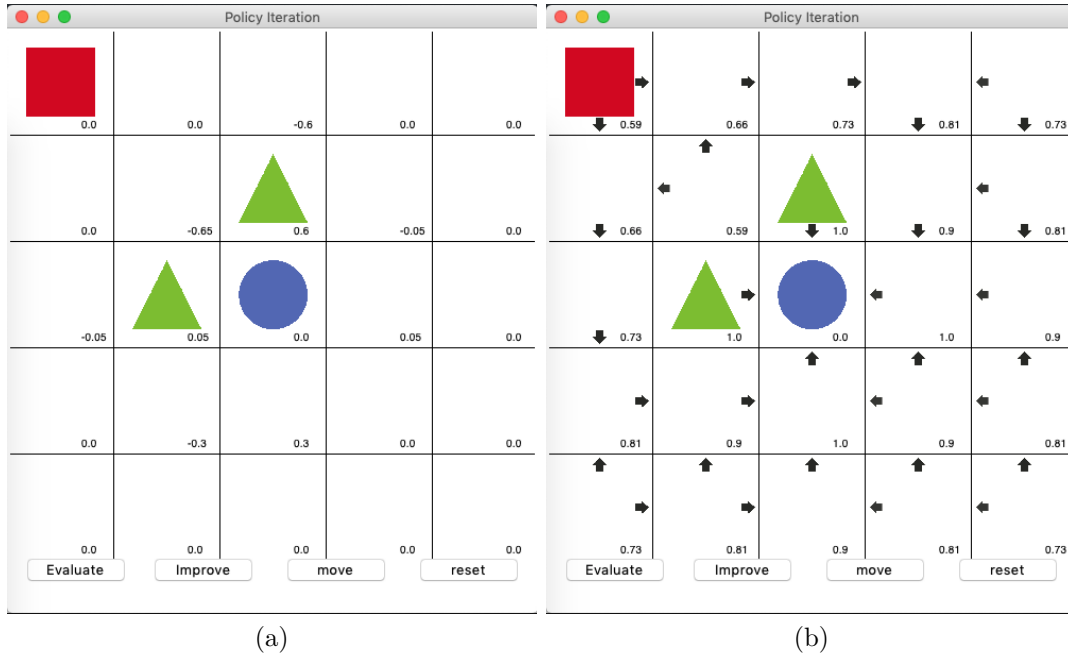 Policy Iteration
0.0 0.0 -0.6 0.0 0.0
0.0 -0.65 0.6 -0.05 0.0
-0.05 0.05 0.0 0.05 0.0
0.0 -0.3 0.3 0.0 0.0
0.0 0.0 0.0 0.0 0.0
Evaluate Improve move reset
(a)
Policy Iteration
0.59 0.66 0.73 0.81 0.73
0.66 0.59 1.0 0.9 0.81
0.73 1.0 0.0 1.0 0.9
0.81 0.9 1.0 0.9 0.81
0.73 0.81 0.9 0.81 0.73
Evaluate Improve move reset
(b)